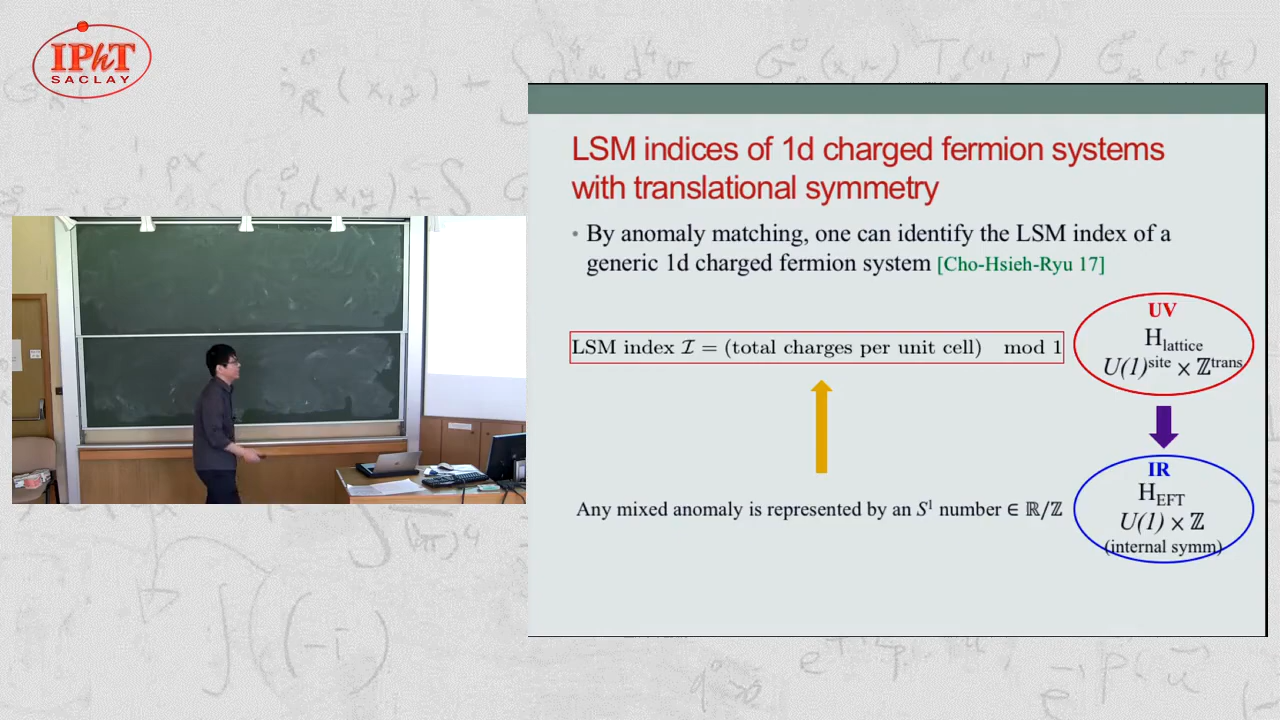 IPhT
SACLAY
LSM indices of 1d charged fermion systems
with translational symmetry
• By anomaly matching, one can identify the LSM index of a
generic 1d charged fermion system [Cho-Hsieh-Ryu 17]
LSM index ℐ = (total charges per unit cell) mod 1
UV
H_lattice
U(1)^site × ℤ^trans
Any mixed anomaly is represented by an S¹ number ∈ ℝ/ℤ
IR
H_EFT
U(1) × ℤ
(internal symm)